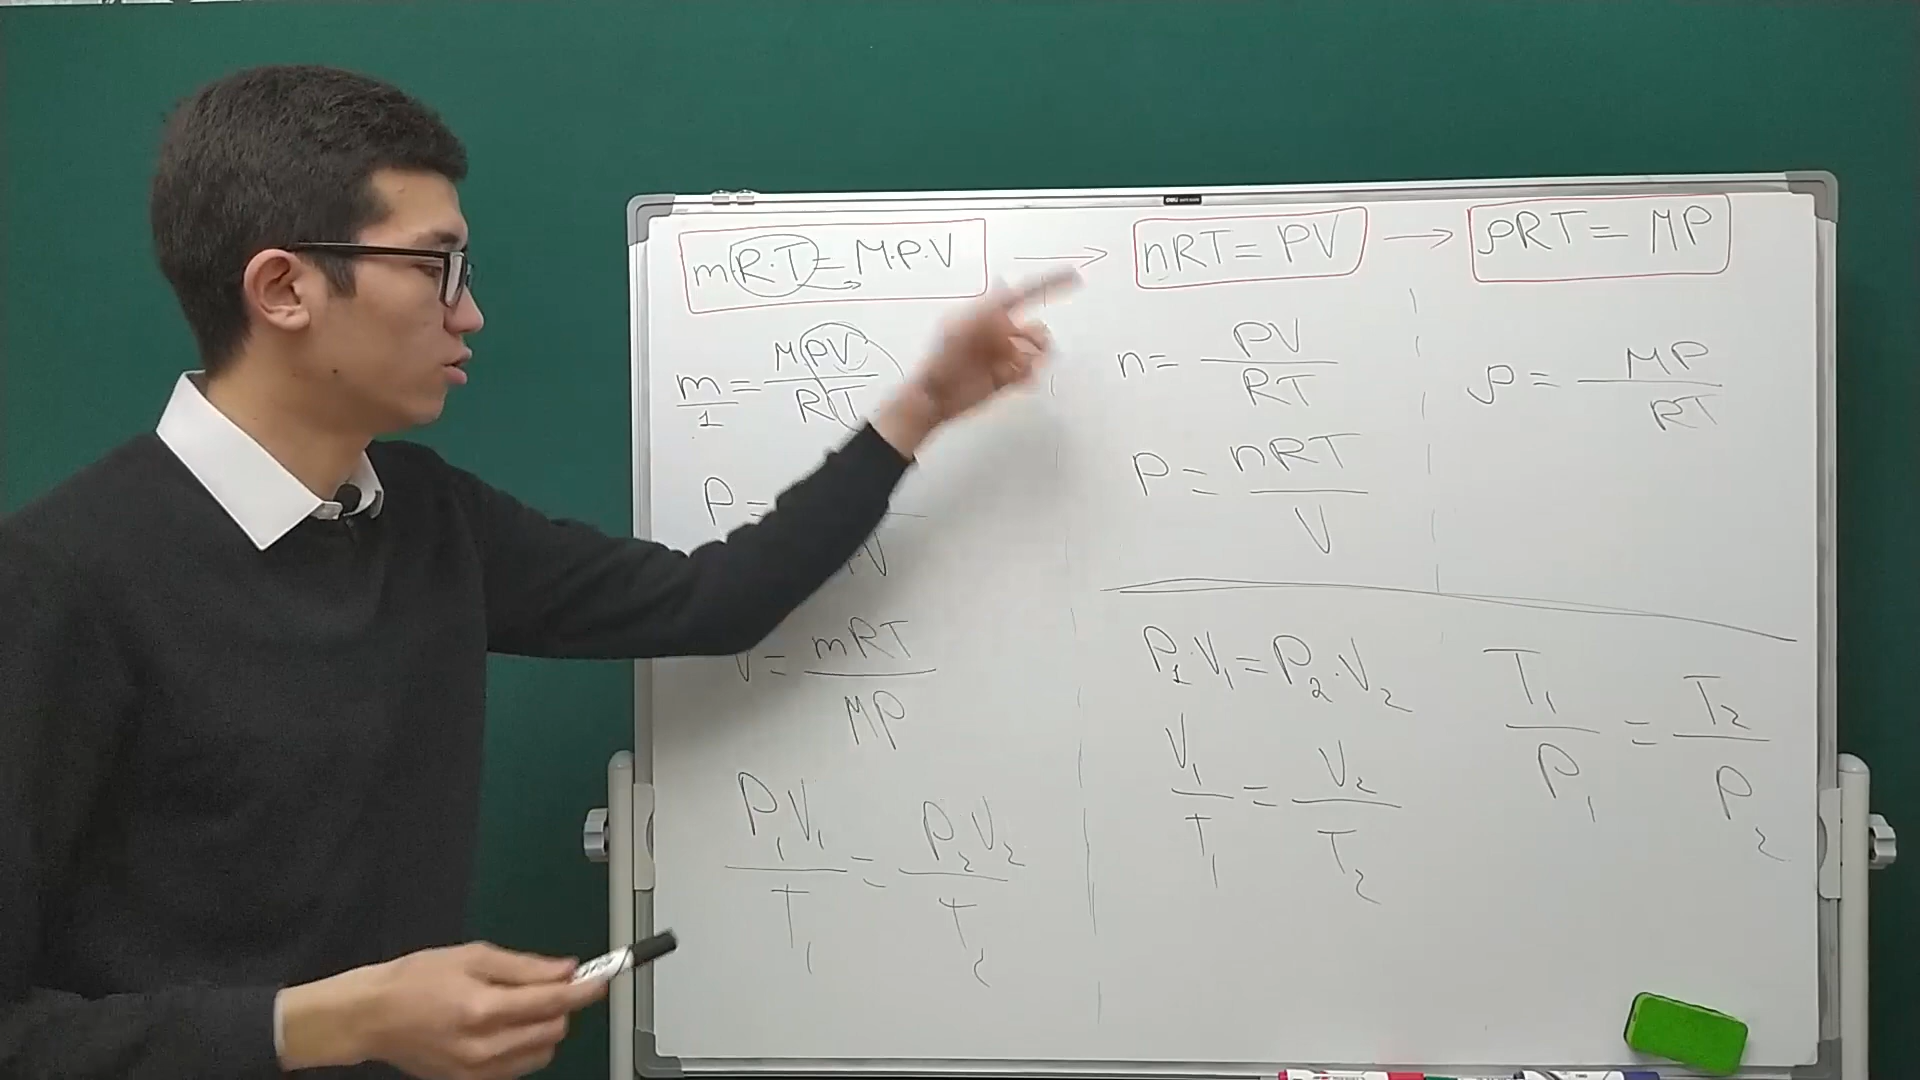 m·R·T = M·P·V → nRT = PV → ρRT = MP
m/1 = MPV/RT
P =
V
V = mRT/MP
P₁V₁/T₁ = P₂V₂/T₂
n = PV/RT
P = nRT/V
P₁·V₁ = P₂·V₂
V₁/T₁ = V₂/T₂
ρ = MP/RT
T₁/P₁ = T₂/P₂
deli